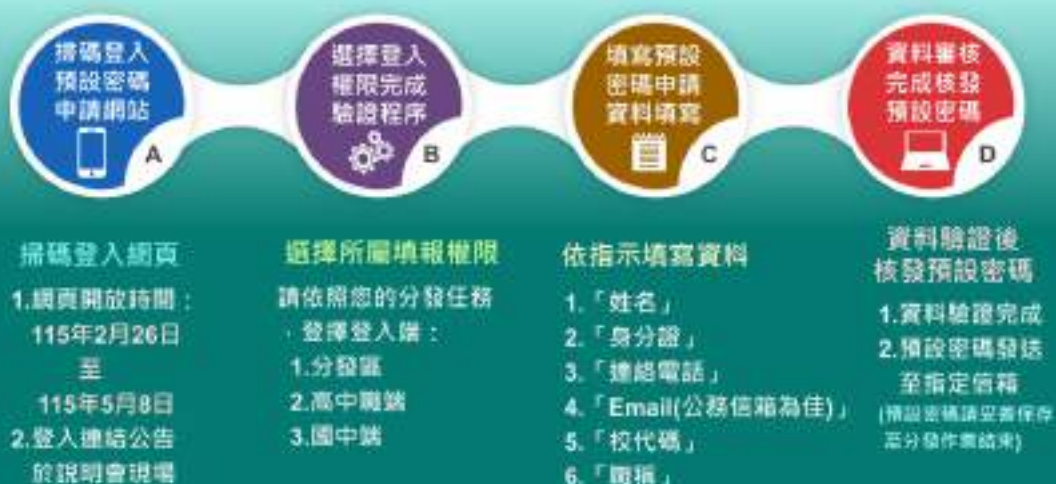 掃碼登入
預設密碼
申請網站
A
選擇登入
權限完成
驗證程序
B
填寫預設
密碼申請
資料填寫
C
資料審核
完成核發
預設密碼
D
掃碼登入網頁
1.網頁開放時間：
115年2月26日
至
115年5月8日
2.登入連結公告
於說明會現場
選擇所屬填報權限
請依照您的分發任務
，登擇登入端：
1.分發區
2.高中職端
3.國中端
依指示填寫資料
1.「姓名」
2.「身分證」
3.「連絡電話」
4.「Email(公務信箱為佳)」
5.「校代碼」
6.「職稱」
資料驗證後
核發預設密碼
1.資料驗證完成
2.預設密碼發送
至指定信箱
(預設密碼請妥善保存
至分發作業結束)